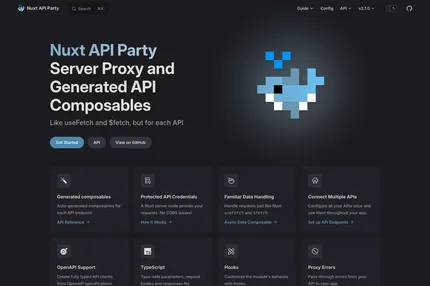 Nuxt API Party
Search
Guide
Config
API
v2.1.0
Nuxt API Party
Server Proxy and
Generated API
Composables
Like useFetch and $fetch, but for each API
Get Started
API
View on GitHub
Generated composables
Auto-generated composables for
each API endpoint.
API Reference
Protected API Credentials
A Nuxt server route proxies your
requests. No CORS issues!
How It Works
Familiar Data Handling
Handle requests just like Nuxt
useFetch and $fetch.
Async Data Composable
Connect Multiple APIs
Configure all your APIs once and
use them throughout your app.
Set up API Endpoints
OpenAPI Support
Create fully typed API clients
from OpenAPI specifications.
TypeScript
Type-safe parameters, request
bodies and responses for
Hooks
Customize the module's
behavior with hooks.
Proxy Errors
Pass-through errors from your
API to your app.